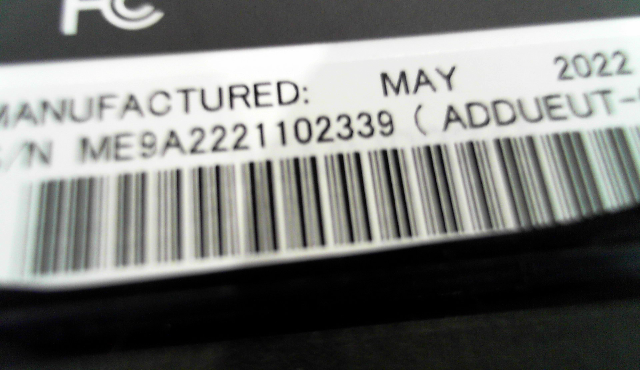 FC
MANUFACTURED: MAY 2022
S/N ME9A2221102339 ( ADDUEUT-